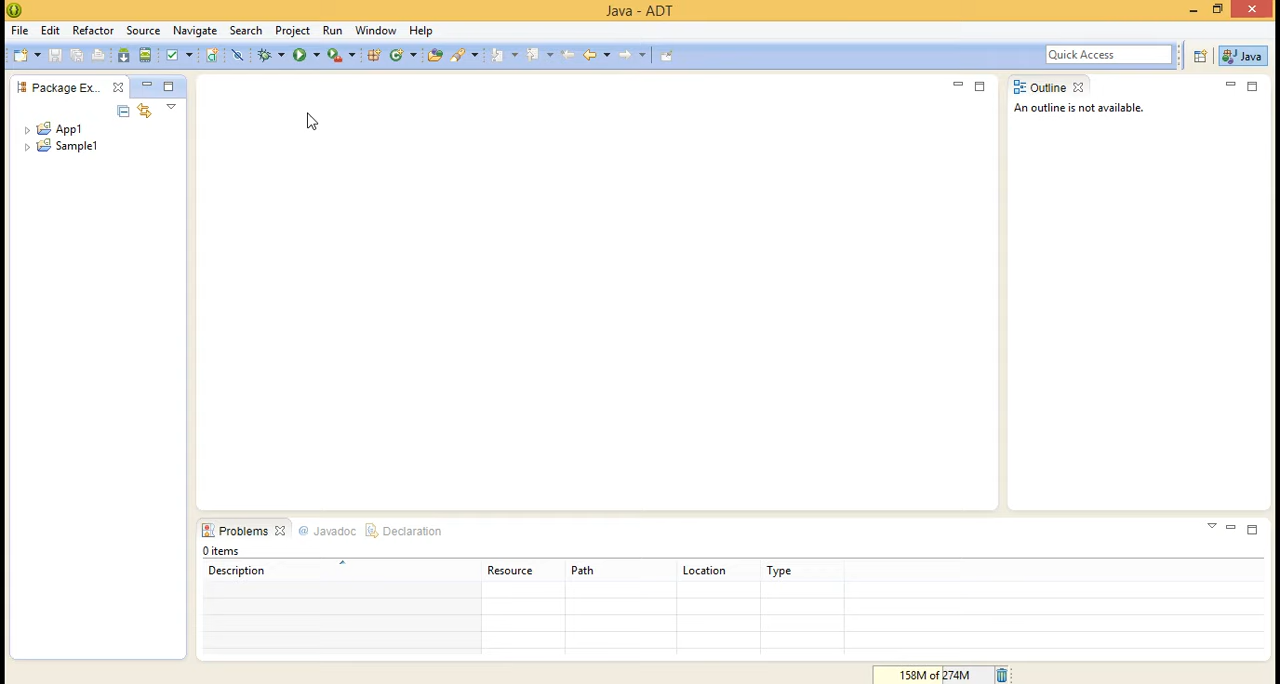 Java - ADT
File Edit Refactor Source Navigate Search Project Run Window Help
Quick Access
Java
Package Ex...
App1
Sample1
Outline
An outline is not available.
Problems @ Javadoc Declaration
0 items
Description Resource Path Location Type
158M of 274M